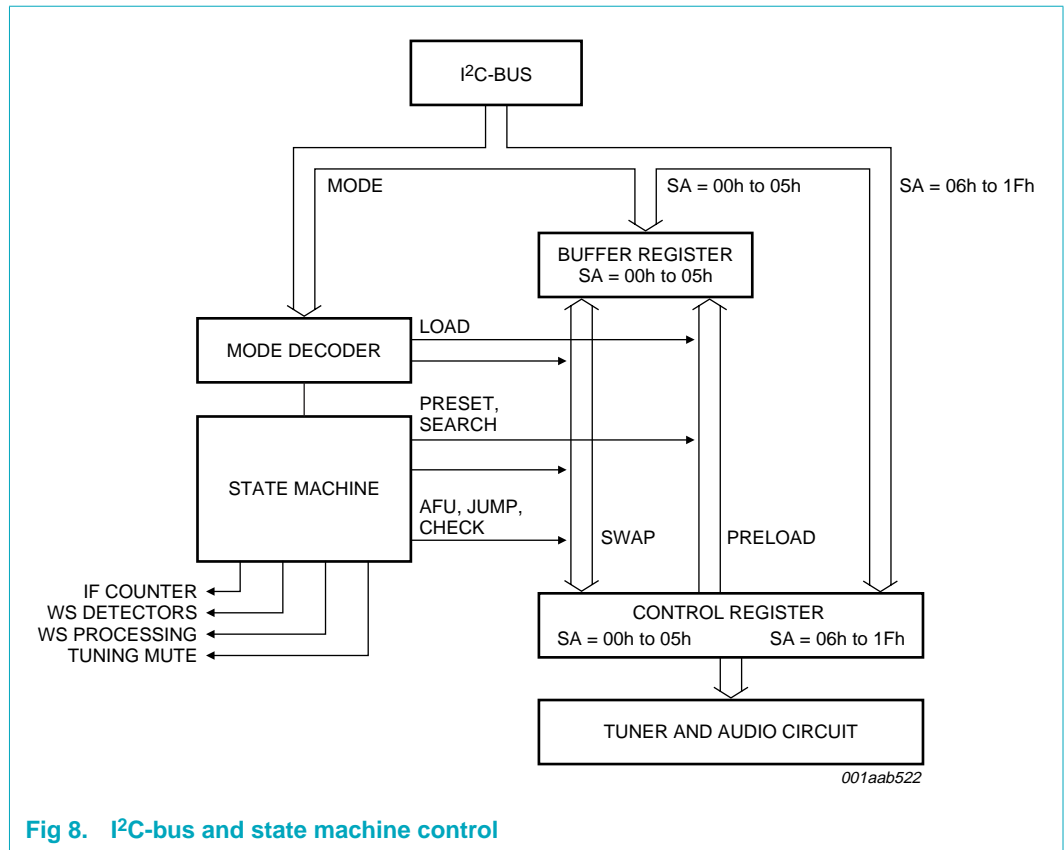 I²C-BUS
MODE
SA = 00h to 05h
SA = 06h to 1Fh
BUFFER REGISTER
SA = 00h to 05h
LOAD
MODE DECODER
PRESET,
SEARCH
STATE MACHINE
AFU, JUMP,
CHECK
SWAP
PRELOAD
IF COUNTER
WS DETECTORS
WS PROCESSING
TUNING MUTE
CONTROL REGISTER
SA = 00h to 05h
SA = 06h to 1Fh
TUNER AND AUDIO CIRCUIT
001aab522
Fig 8. I²C-bus and state machine control